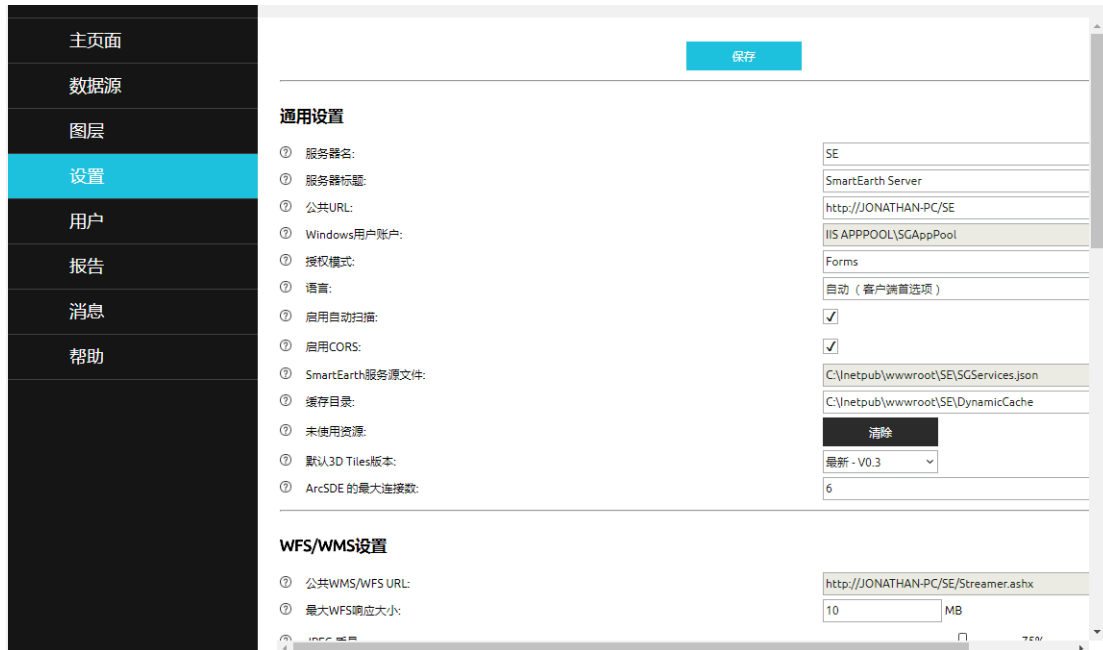 主页面
数据源
图层
设置
用户
报告
消息
帮助
保存
通用设置
服务器名: SE
服务器标题: SmartEarth Server
公共URL: http://JONATHAN-PC/SE
Windows用户账户: IIS APPPOOL\SGAppPool
授权模式: Forms
语言: 自动（客户端首选项）
启用自动扫描:
启用CORS:
SmartEarth服务源文件: C:\Inetpub\wwwroot\SE\SGServices.json
缓存目录: C:\Inetpub\wwwroot\SE\DynamicCache
未使用资源: 清除
默认3D Tiles版本: 最新 - V0.3
ArcSDE 的最大连接数: 6
WFS/WMS设置
公共WMS/WFS URL: http://JONATHAN-PC/SE/Streamer.ashx
最大WFS响应大小: 10 MB
JPEG 质量 75%